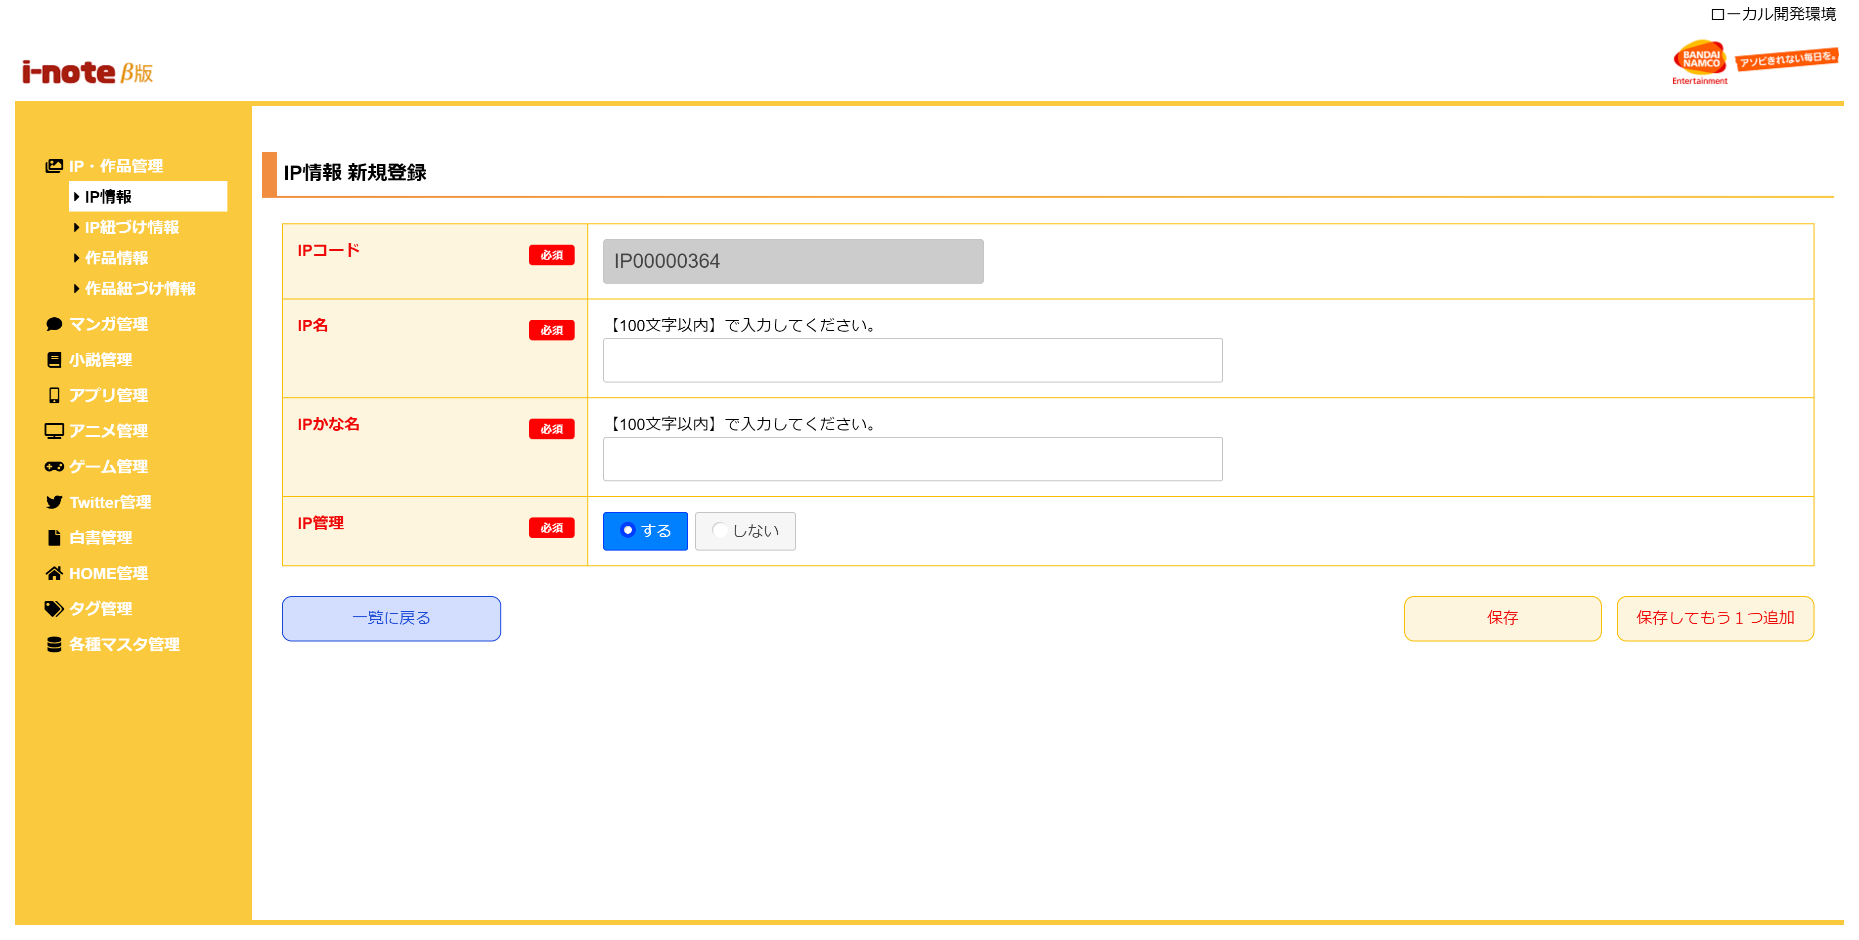 ローカル開発環境
i-note β版
BANDAI NAMCO Entertainment
アソビきれない毎日を。
IP・作品管理
IP情報
IP紐づけ情報
作品情報
作品紐づけ情報
マンガ管理
小説管理
アプリ管理
アニメ管理
ゲーム管理
Twitter管理
白書管理
HOME管理
タグ管理
各種マスタ管理
IP情報 新規登録
IPコード 必須 IP00000364
IP名 必須 【100文字以内】で入力してください。
IPかな名 必須 【100文字以内】で入力してください。
IP管理 必須 する しない
一覧に戻る 保存 保存してもう１つ追加